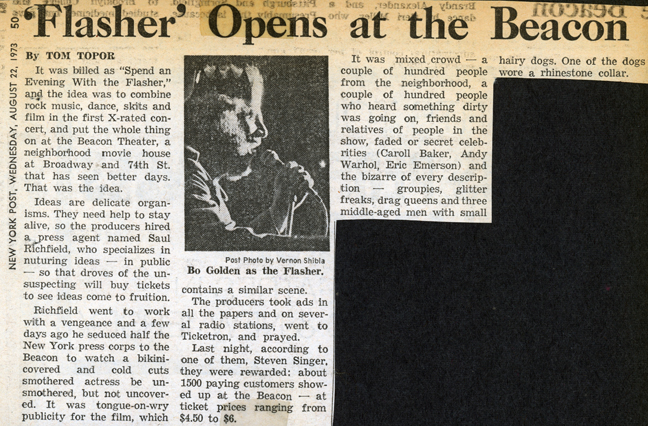 'Flasher' Opens at the Beacon
NEW YORK POST, WEDNESDAY, AUGUST 22, 1973 50¢
By TOM TOPOR
It was billed as "Spend an
Evening With the Flasher,"
and the idea was to combine
rock music, dance, skits and
film in the first X-rated con-
cert, and put the whole thing
on at the Beacon Theater, a
neighborhood movie house
at Broadway and 74th St.
that has seen better days.
That was the idea.
Ideas are delicate organ-
isms. They need help to stay
alive, so the producers hired
a press agent named Saul
Richfield, who specializes in
nuturing ideas — in public
— so that droves of the un-
suspecting will buy tickets
to see ideas come to fruition.
Richfield went to work
with a vengeance and a few
days ago he seduced half the
New York press corps to the
Beacon to watch a bikini-
covered and cold cuts
smothered actress be un-
smothered, but not uncover-
ed. It was tongue-on-wry
publicity for the film, which
Post Photo by Vernon Shibla
Bo Golden as the Flasher.
contains a similar scene.
The producers took ads in
all the papers and on sever-
al radio stations, went to
Ticketron, and prayed.
Last night, according to
one of them, Steven Singer,
they were rewarded: about
1500 paying customers show-
ed up at the Beacon — at
ticket prices ranging from
$4.50 to $6.
It was mixed crowd — a
couple of hundred people
from the neighborhood, a
couple of hundred people
who heard something dirty
was going on, friends and
relatives of people in the
show, faded or secret celeb-
rities (Caroll Baker, Andy
Warhol, Eric Emerson) and
the bizarre of every descrip-
tion — groupies, glitter
freaks, drag queens and three
middle-aged men with small
hairy dogs. One of the dogs
wore a rhinestone collar.